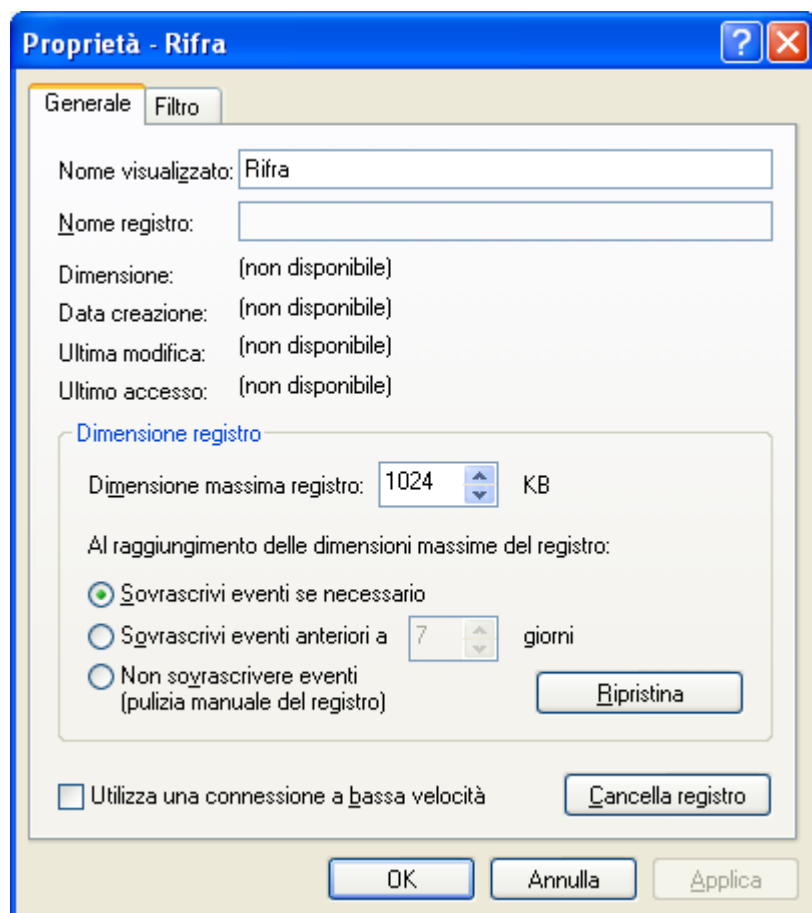 Proprietà - Rifra
Generale Filtro
Nome visualizzato: Rifra
Nome registro:
Dimensione: (non disponibile)
Data creazione: (non disponibile)
Ultima modifica: (non disponibile)
Ultimo accesso: (non disponibile)
Dimensione registro
Dimensione massima registro: 1024 KB
Al raggiungimento delle dimensioni massime del registro:
Sovrascrivi eventi se necessario
Sovrascrivi eventi anteriori a 7 giorni
Non sovrascrivere eventi
(pulizia manuale del registro)
Ripristina
Utilizza una connessione a bassa velocità Cancella registro
OK Annulla Applica